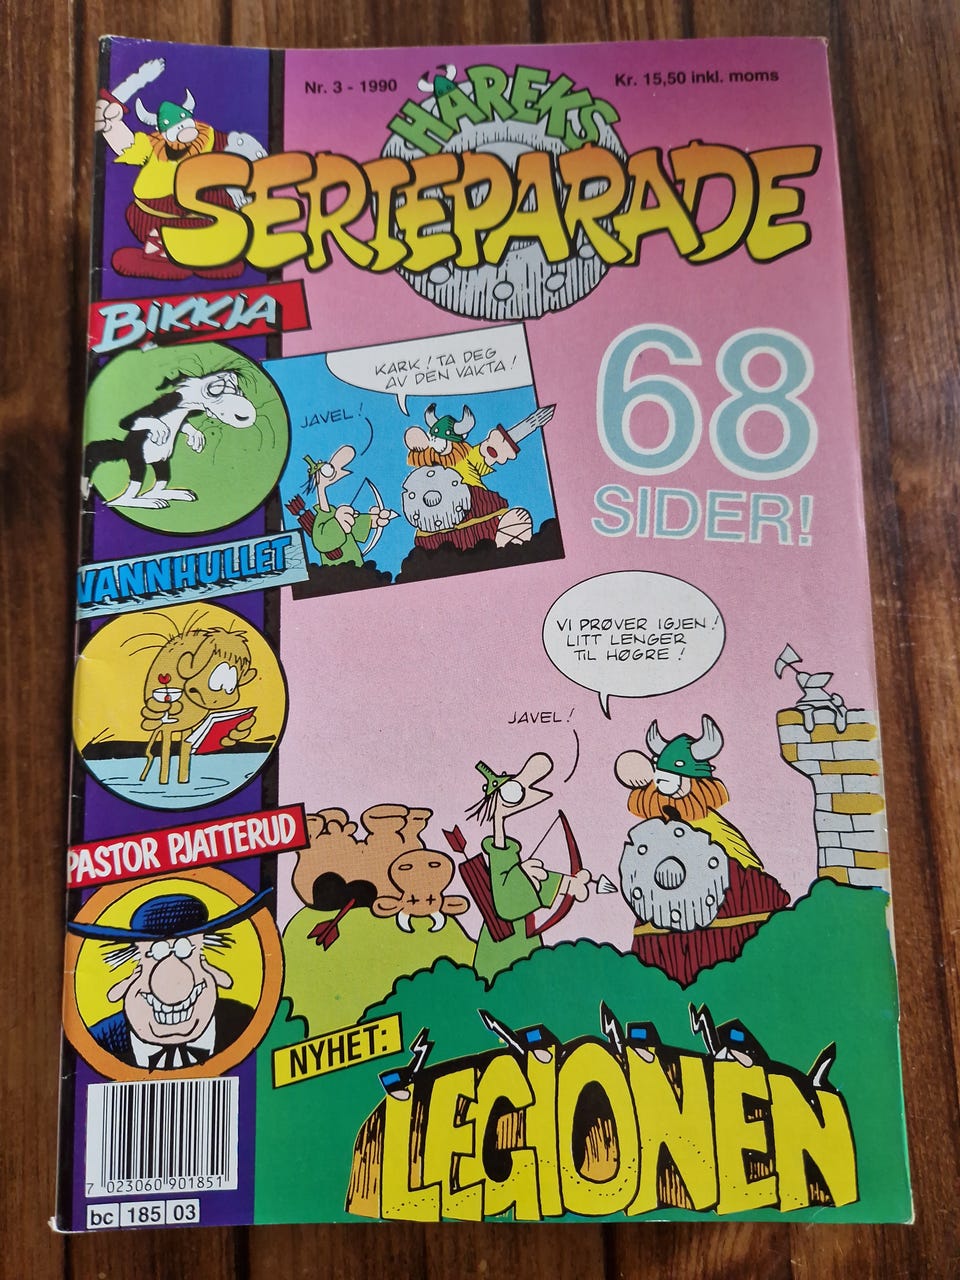 Nr. 3 - 1990
Kr. 15,50 inkl. moms
HÅREKS
SERIEPARADE
BIKKJA
KARK! TA DEG
AV DEN VAKTA!
JAVEL!
68
SIDER!
VANNHULLET
VI PRØVER IGJEN!
LITT LENGER
TIL HØGRE!
JAVEL!
PASTOR PJATTERUD
NYHET:
LEGIONEN
7 023060 901851
bc 185 03